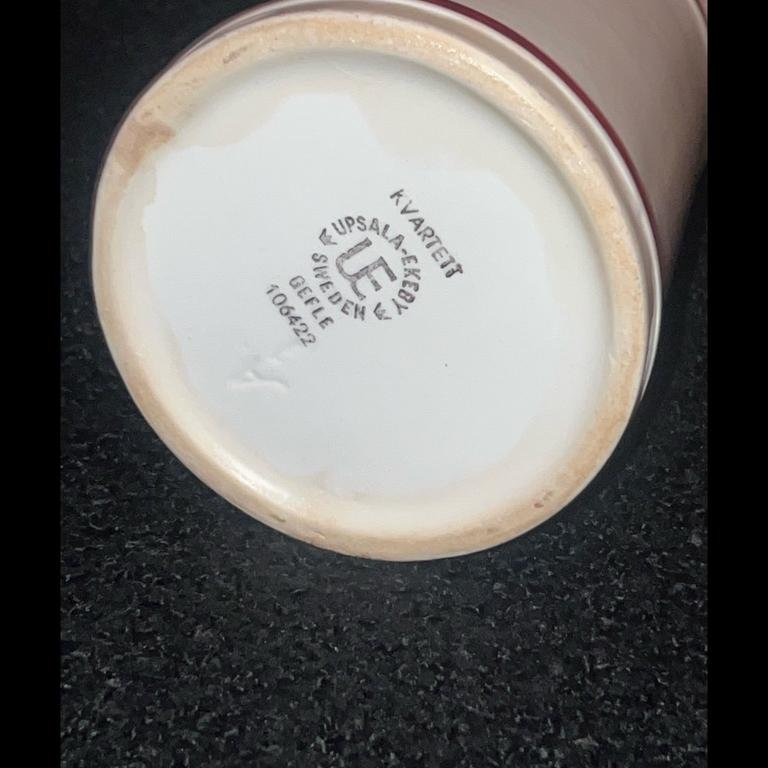 KVARTETT
UPSALA-EKEBY
UE
SWEDEN
GEFLE
106422